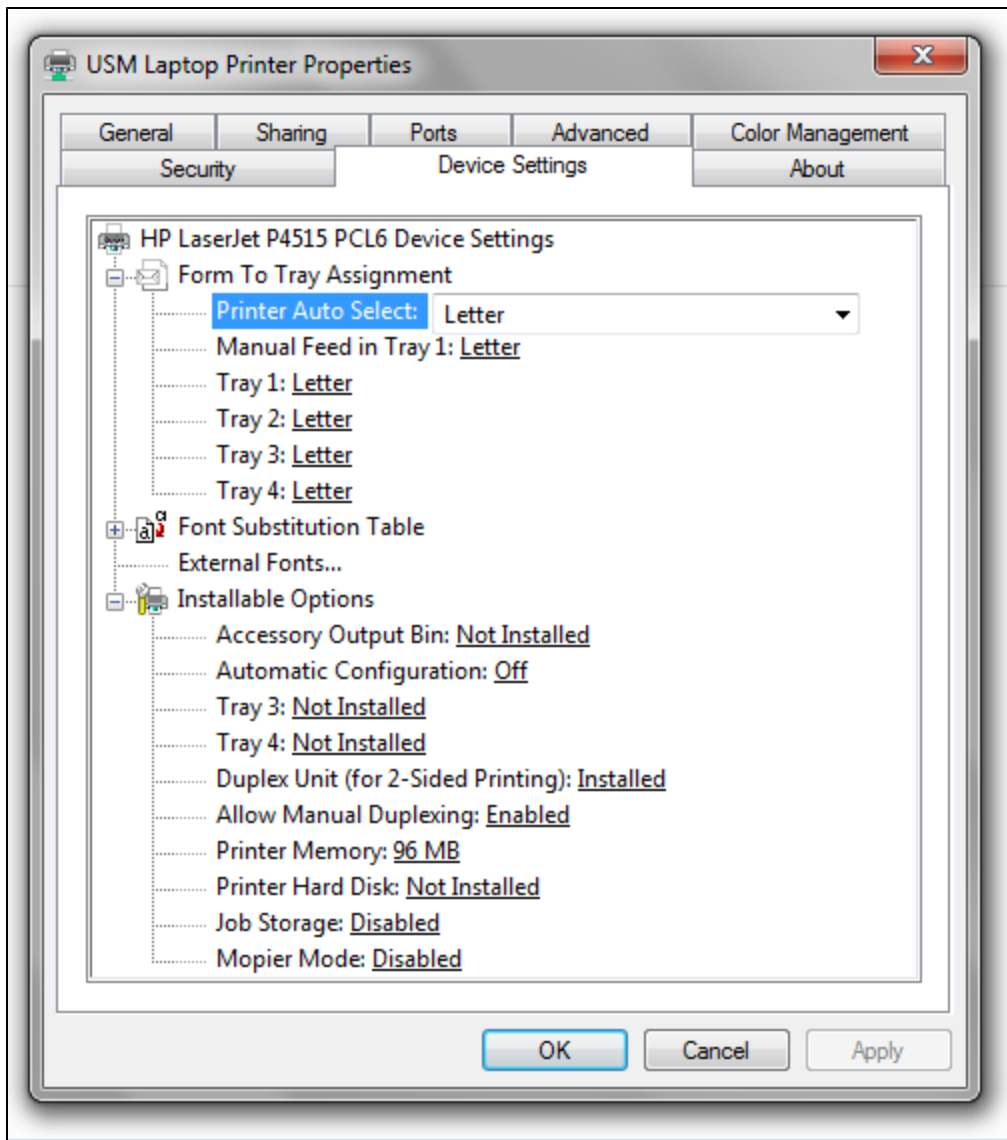 USM Laptop Printer Properties
General Sharing Ports Advanced Color Management
Security Device Settings About
HP LaserJet P4515 PCL6 Device Settings
Form To Tray Assignment
Printer Auto Select: Letter
Manual Feed in Tray 1: Letter
Tray 1: Letter
Tray 2: Letter
Tray 3: Letter
Tray 4: Letter
Font Substitution Table
External Fonts...
Installable Options
Accessory Output Bin: Not Installed
Automatic Configuration: Off
Tray 3: Not Installed
Tray 4: Not Installed
Duplex Unit (for 2-Sided Printing): Installed
Allow Manual Duplexing: Enabled
Printer Memory: 96 MB
Printer Hard Disk: Not Installed
Job Storage: Disabled
Mopier Mode: Disabled
OK Cancel Apply